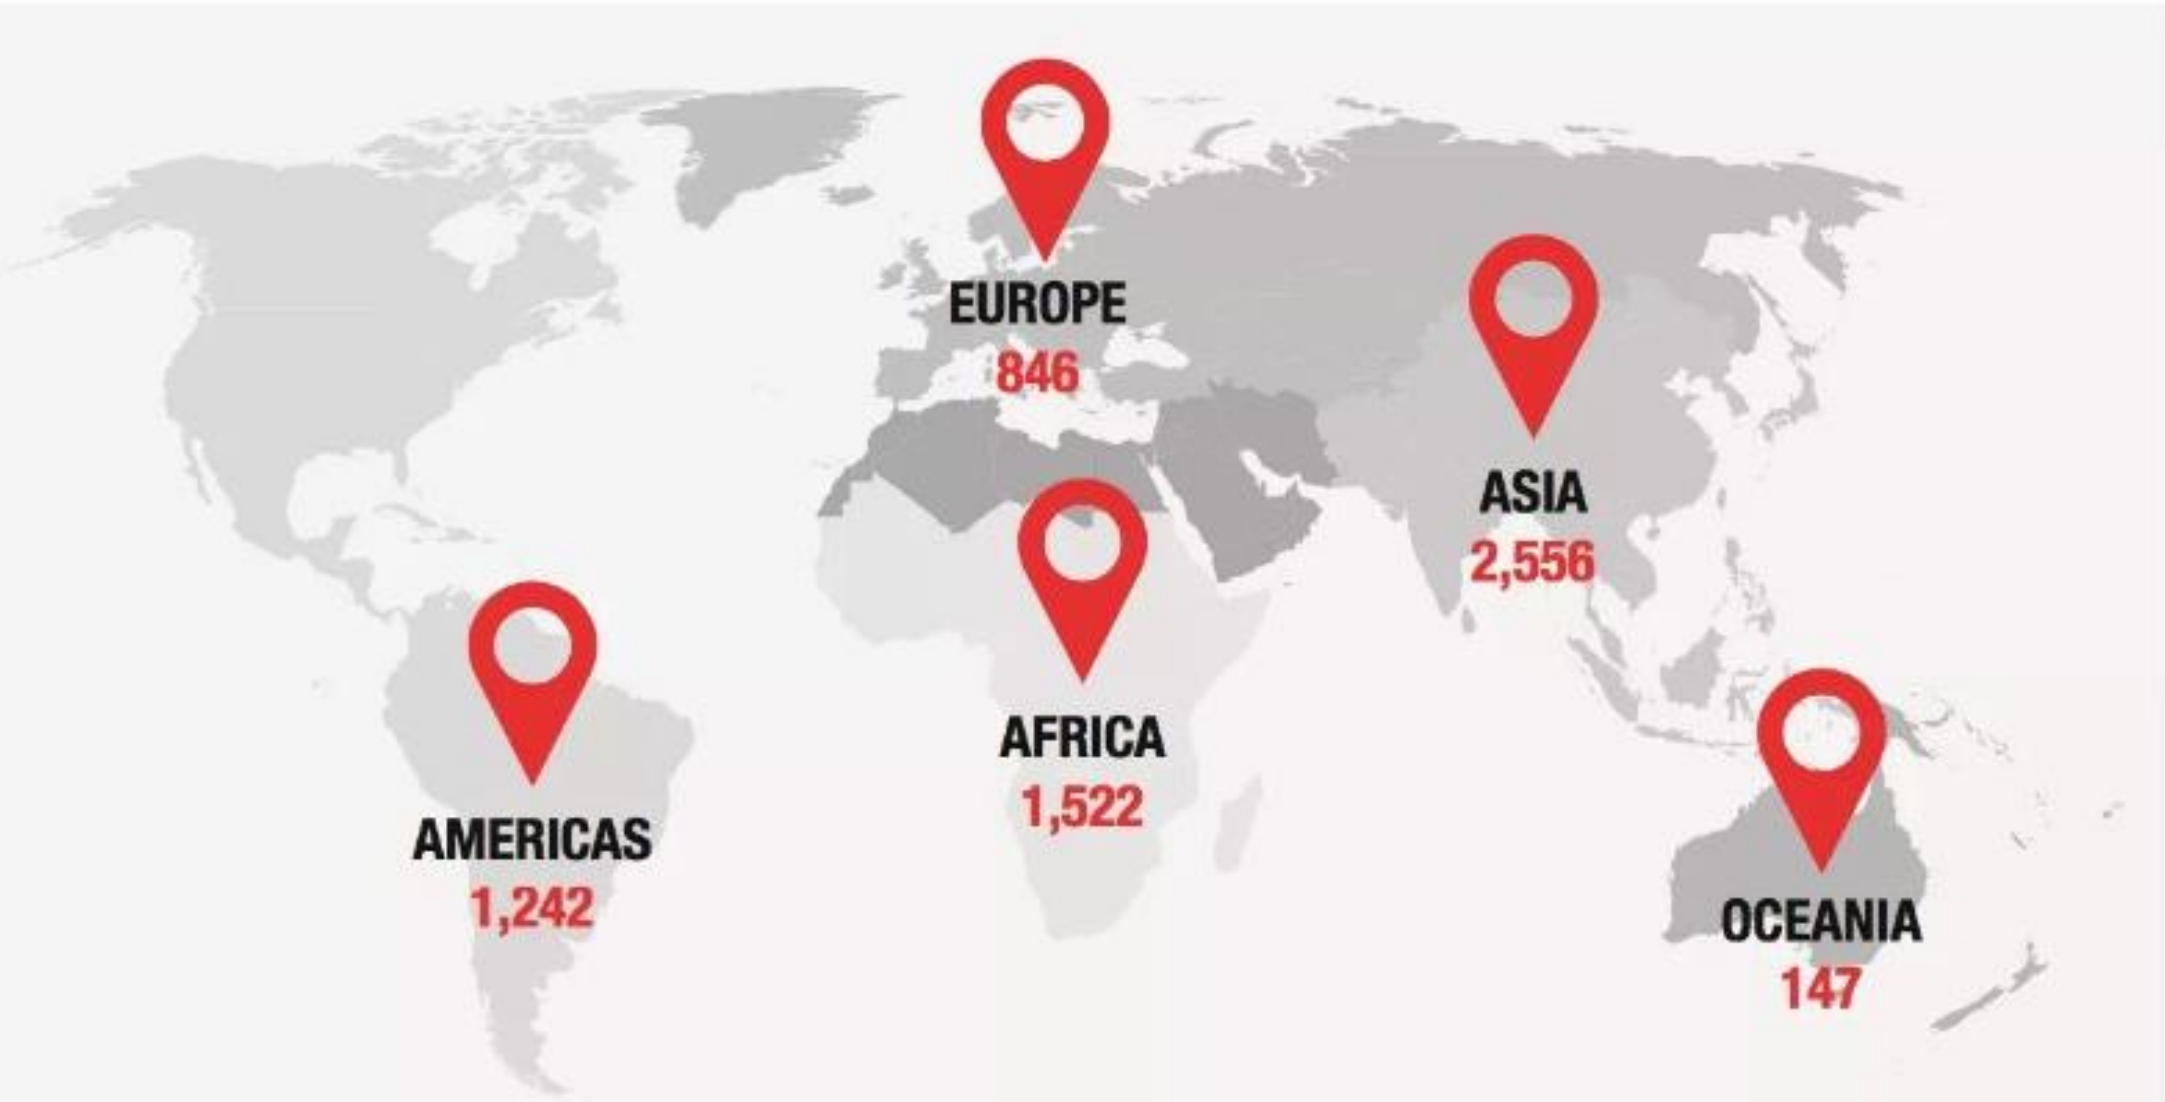 EUROPE
846
ASIA
2,556
AFRICA
1,522
AMERICAS
1,242
OCEANIA
147